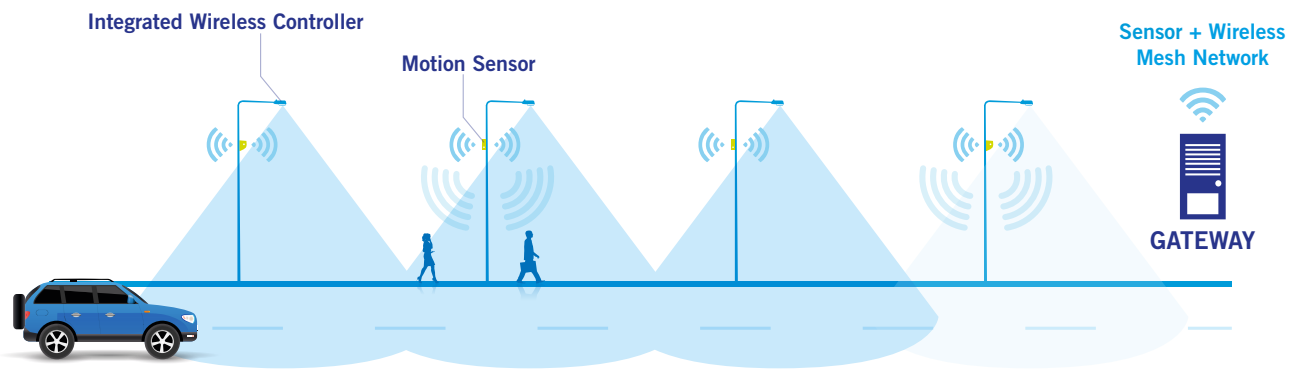 Integrated Wireless Controller
Motion Sensor
Sensor + Wireless
Mesh Network
GATEWAY